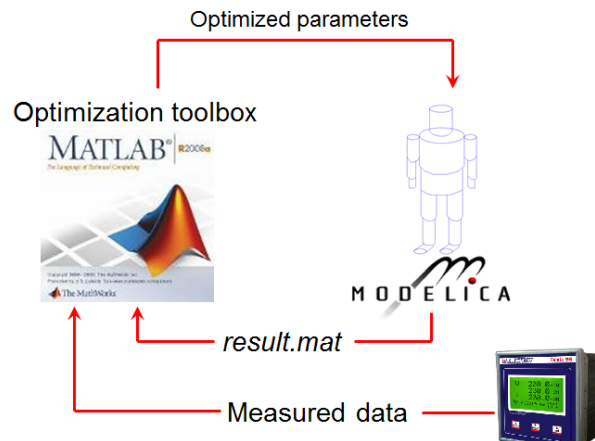 Optimized parameters
Optimization toolbox
MATLAB® R2008a
The Language of Technical Computing
The MathWorks
MODELICA
result.mat
Measured data